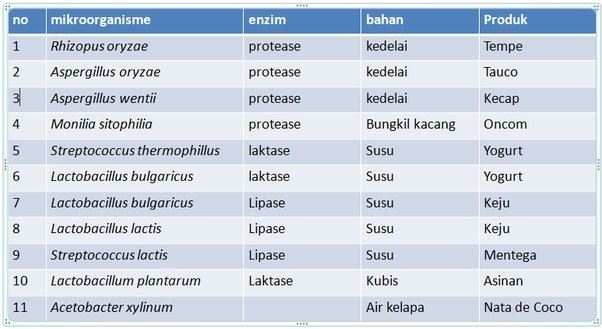 no mikroorganisme enzim bahan Produk
1 Rhizopus oryzae protease kedelai Tempe
2 Aspergillus oryzae protease kedelai Tauco
3 Aspergillus wentii protease kedelai Kecap
4 Monilia sitophilia protease Bungkil kacang Oncom
5 Streptococcus thermophillus laktase Susu Yogurt
6 Lactobacillus bulgaricus laktase Susu Yogurt
7 Lactobacillus bulgaricus Lipase Susu Keju
8 Lactobacillus lactis Lipase Susu Keju
9 Streptococcus lactis Lipase Susu Mentega
10 Lactobacillum plantarum Laktase Kubis Asinan
11 Acetobacter xylinum Air kelapa Nata de Coco